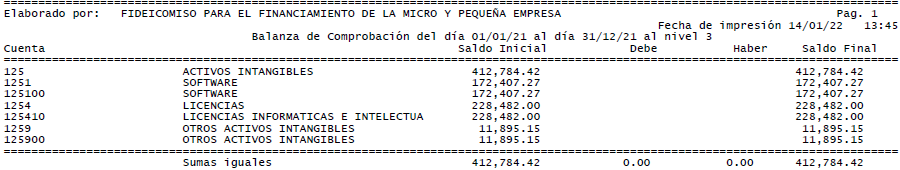 Elaborado por: FIDEICOMISO PARA EL FINANCIAMIENTO DE LA MICRO Y PEQUEÑA EMPRESA Pag. 1
Fecha de impresión 14/01/22 13:45
Balanza de Comprobación del día 01/01/21 al día 31/12/21 al nivel 3
Cuenta Saldo Inicial Debe Haber Saldo Final
125 ACTIVOS INTANGIBLES 412,784.42 412,784.42
1251 SOFTWARE 172,407.27 172,407.27
125100 SOFTWARE 172,407.27 172,407.27
1254 LICENCIAS 228,482.00 228,482.00
125410 LICENCIAS INFORMATICAS E INTELECTUA 228,482.00 228,482.00
1259 OTROS ACTIVOS INTANGIBLES 11,895.15 11,895.15
125900 OTROS ACTIVOS INTANGIBLES 11,895.15 11,895.15
Sumas iguales 412,784.42 0.00 0.00 412,784.42